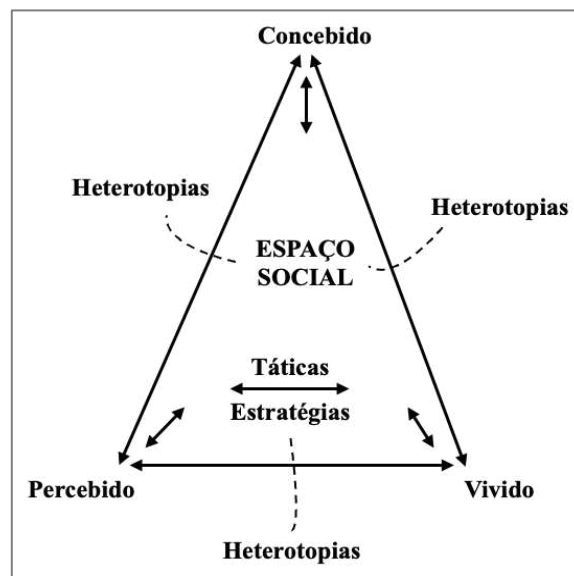 Concebido
Heterotopias
Heterotopias
ESPAÇO
SOCIAL
Táticas
Estratégias
Percebido
Vivido
Heterotopias